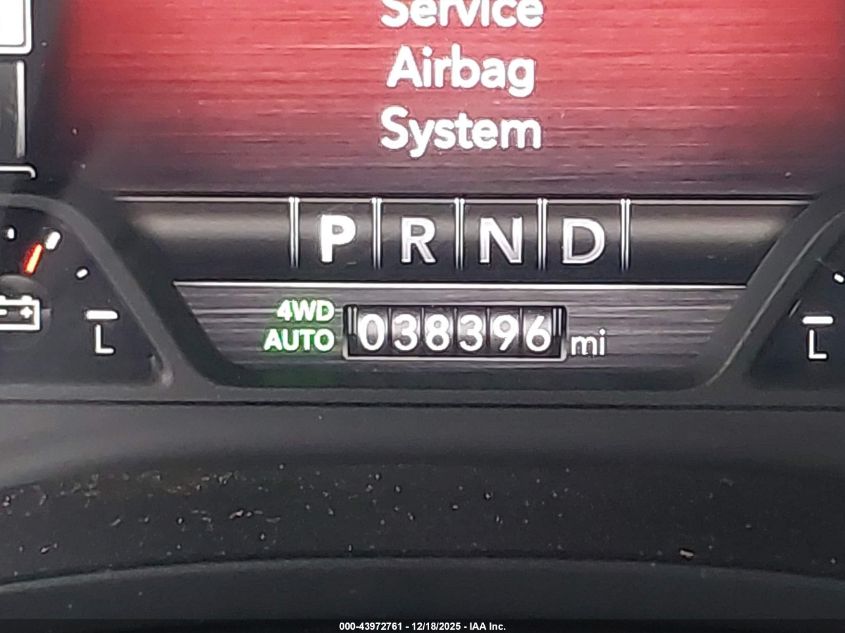 Service
Airbag
System
P R N D
4WD
AUTO
038396 mi
L
L
000-43972761 - 12/18/2025 - IAA Inc.